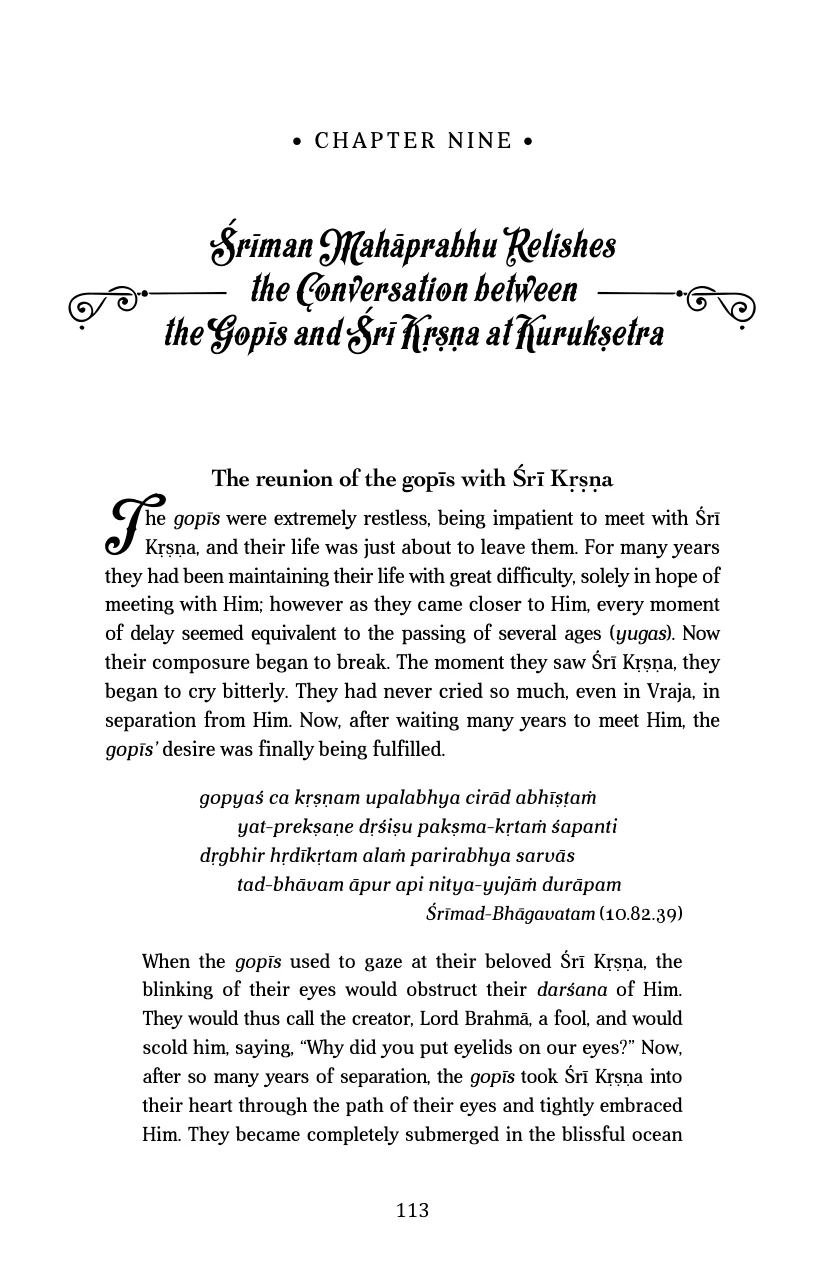 • CHAPTER NINE •
Śrīman Mahāprabhu Relishes
the Conversation between
the Gopīs and Śrī Kṛṣṇa at Kurukṣetra
The reunion of the gopīs with Śrī Kṛṣṇa
The gopīs were extremely restless, being impatient to meet with Śrī
Kṛṣṇa, and their life was just about to leave them. For many years
they had been maintaining their life with great difficulty, solely in hope of
meeting with Him; however as they came closer to Him, every moment
of delay seemed equivalent to the passing of several ages (yugas). Now
their composure began to break. The moment they saw Śrī Kṛṣṇa, they
began to cry bitterly. They had never cried so much, even in Vraja, in
separation from Him. Now, after waiting many years to meet Him, the
gopīs’ desire was finally being fulfilled.
gopyaś ca kṛṣṇam upalabhya cirād abhīṣṭaṁ
yat-prekṣaṇe dṛśiṣu pakṣma-kṛtaṁ śapanti
dṛgbhir hṛdīkṛtam alaṁ parirabhya sarvās
tad-bhāvam āpur api nitya-yujāṁ durāpam
Śrīmad-Bhāgavatam (10.82.39)
When the gopīs used to gaze at their beloved Śrī Kṛṣṇa, the
blinking of their eyes would obstruct their darśana of Him.
They would thus call the creator, Lord Brahmā, a fool, and would
scold him, saying, “Why did you put eyelids on our eyes?” Now,
after so many years of separation, the gopīs took Śrī Kṛṣṇa into
their heart through the path of their eyes and tightly embraced
Him. They became completely submerged in the blissful ocean
113